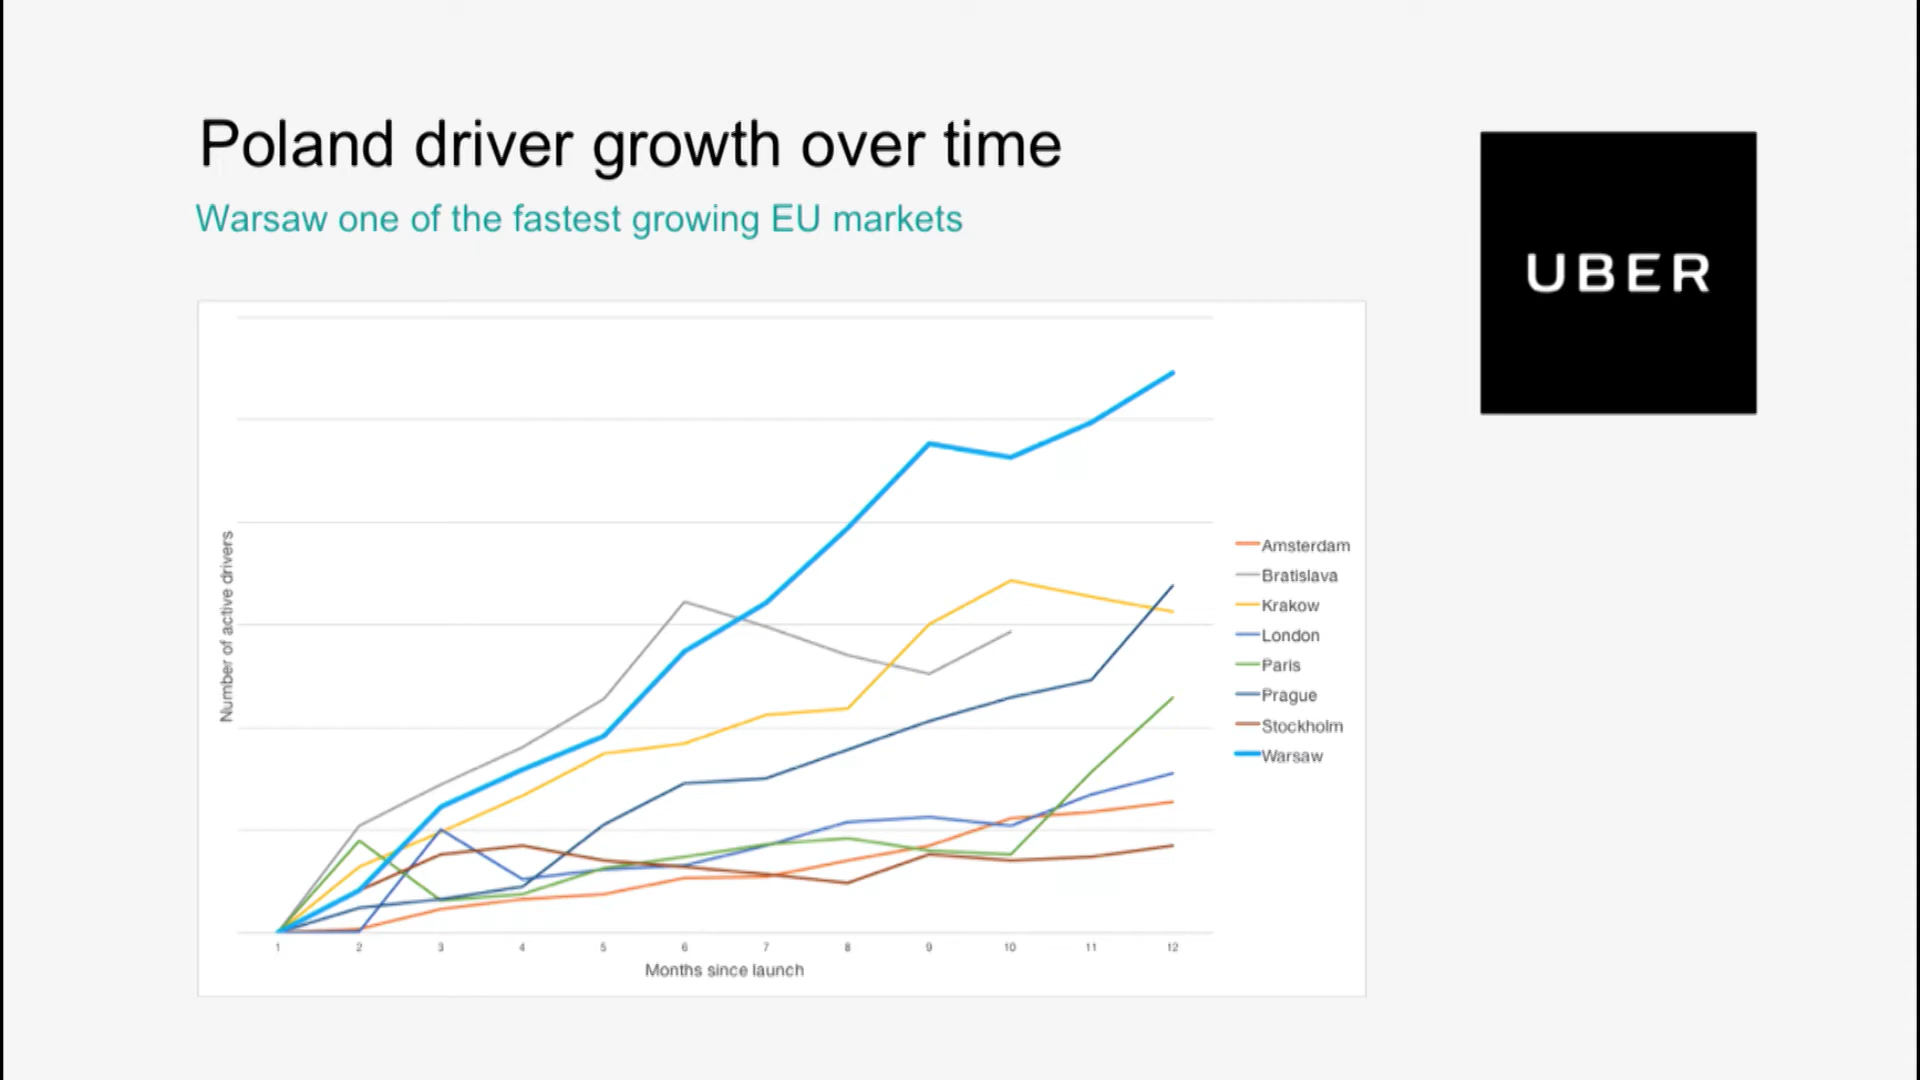 Poland driver growth over time
Warsaw one of the fastest growing EU markets
UBER
Number of active drivers
Amsterdam
Bratislava
Krakow
London
Paris
Prague
Stockholm
Warsaw
1 2 3 4 5 6 7 8 9 10 11 12
Months since launch